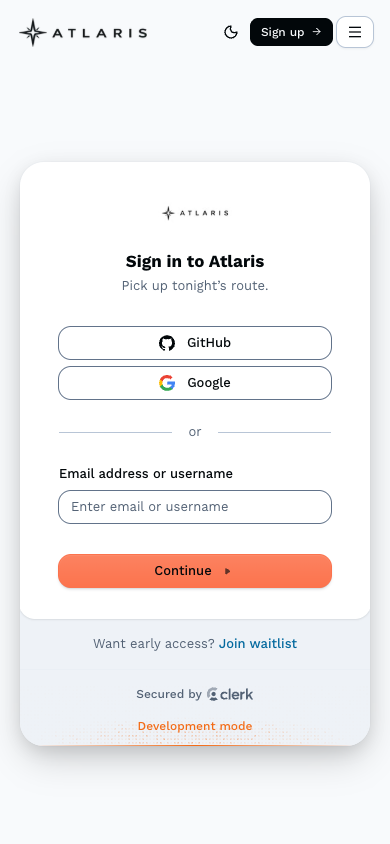 ATLARIS
Sign up →
ATLARIS
Sign in to Atlaris
Pick up tonight’s route.
GitHub
Google
or
Email address or username
Enter email or username
Continue
Want early access? Join waitlist
Secured by clerk
Development mode